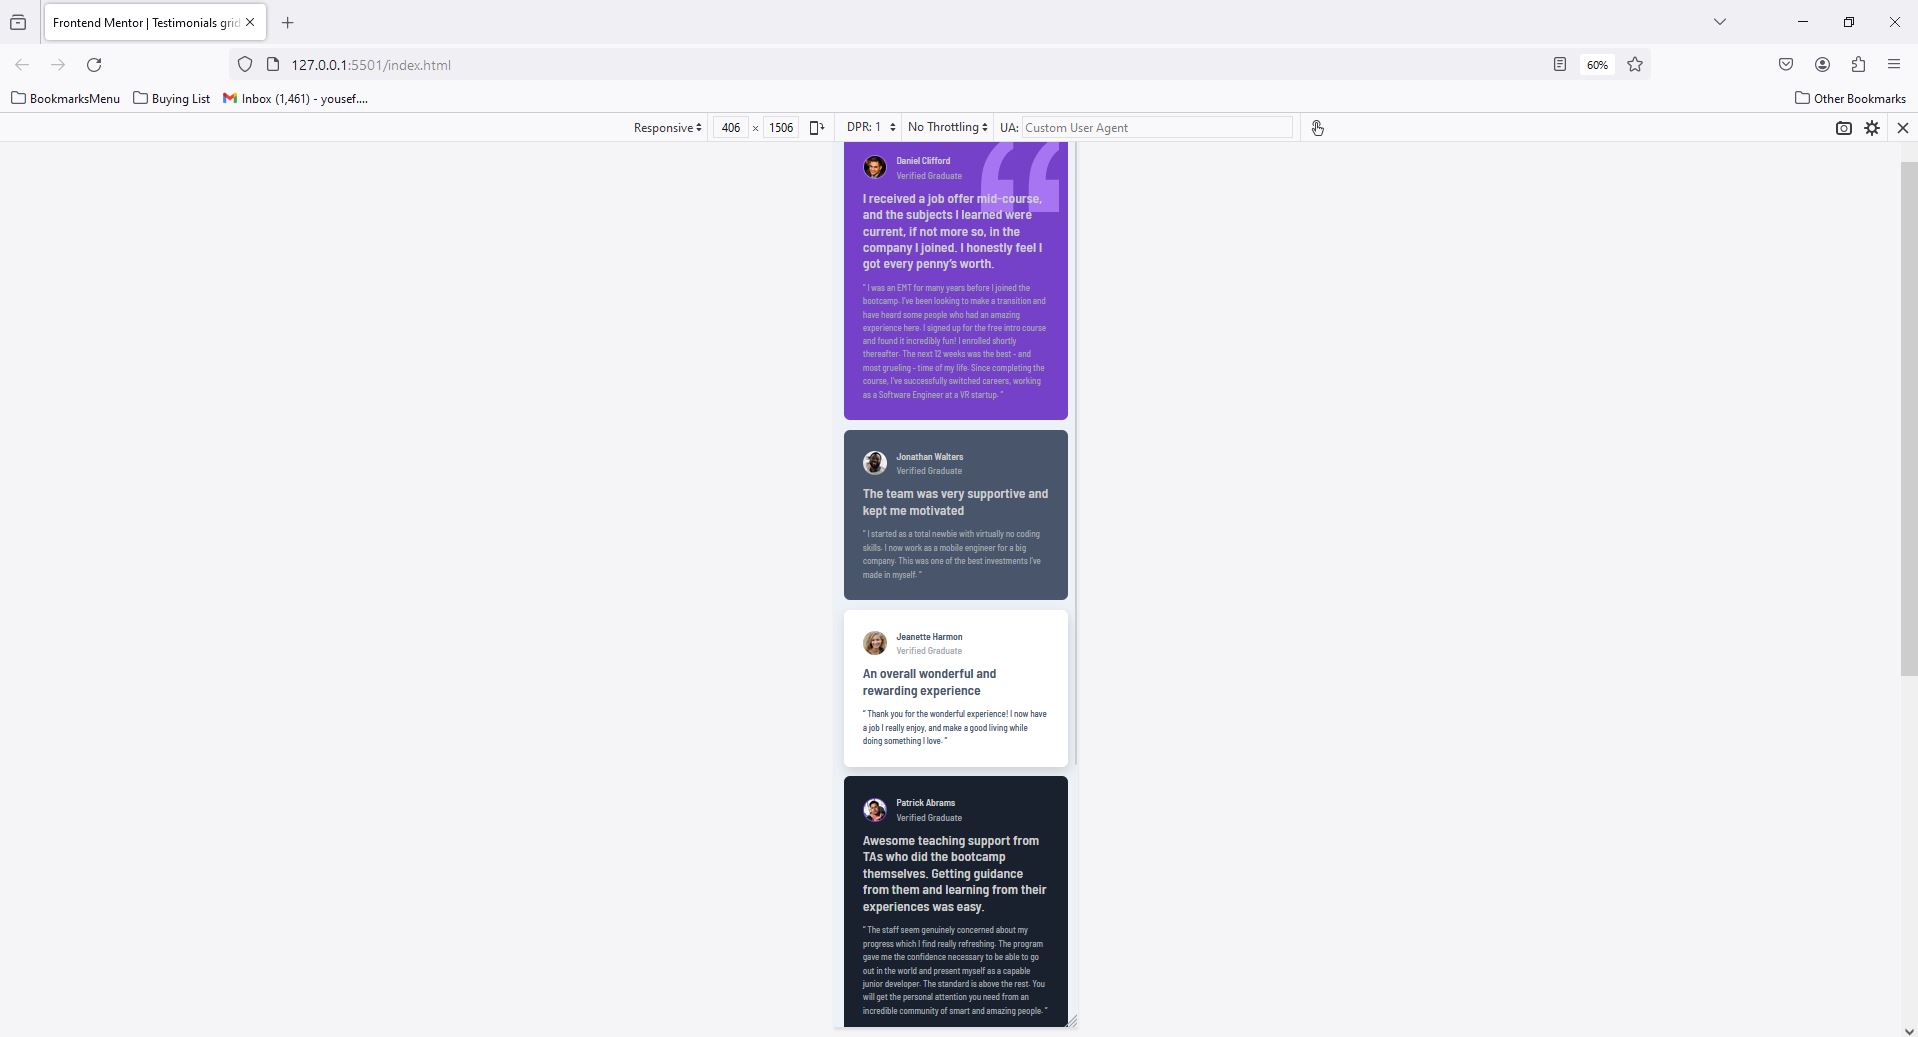 Frontend Mentor | Testimonials grid
127.0.0.1:5501/index.html
60%
BookmarksMenu
Buying List
Inbox (1,461) - yousef....
Other Bookmarks
Responsive
406 × 1506
DPR: 1
No Throttling
UA: Custom User Agent
“
Daniel Clifford
Verified Graduate
I received a job offer mid-course,
and the subjects I learned were
current, if not more so, in the
company I joined. I honestly feel I
got every penny’s worth.
“ I was an EMT for many years before I joined the
bootcamp. I’ve been looking to make a transition and
have heard some people who had an amazing
experience here. I signed up for the free intro course
and found it incredibly fun! I enrolled shortly
thereafter. The next 12 weeks was the best - and
most grueling - time of my life. Since completing the
course, I’ve successfully switched careers, working
as a Software Engineer at a VR startup. ”
Jonathan Walters
Verified Graduate
The team was very supportive and
kept me motivated
“ I started as a total newbie with virtually no coding
skills. I now work as a mobile engineer for a big
company. This was one of the best investments I’ve
made in myself. ”
Jeanette Harmon
Verified Graduate
An overall wonderful and
rewarding experience
“ Thank you for the wonderful experience! I now have
a job I really enjoy, and make a good living while
doing something I love. ”
Patrick Abrams
Verified Graduate
Awesome teaching support from
TAs who did the bootcamp
themselves. Getting guidance
from them and learning from their
experiences was easy.
“ The staff seem genuinely concerned about my
progress which I find really refreshing. The program
gave me the confidence necessary to be able to go
out in the world and present myself as a capable
junior developer. The standard is above the rest. You
will get the personal attention you need from an
incredible community of smart and amazing people. ”